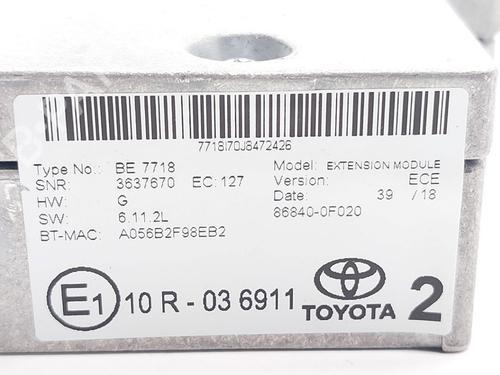 7718I70J8472426
Type No.: BE 7718 Model: EXTENSION MODULE
SNR: 3637670 EC: 127 Version: ECE
HW: G Date: 39 / 18
SW: 6.11.2L 86840-0F020
BT-MAC: A056B2F98EB2
E1 10 R - 03 6911 TOYOTA 2